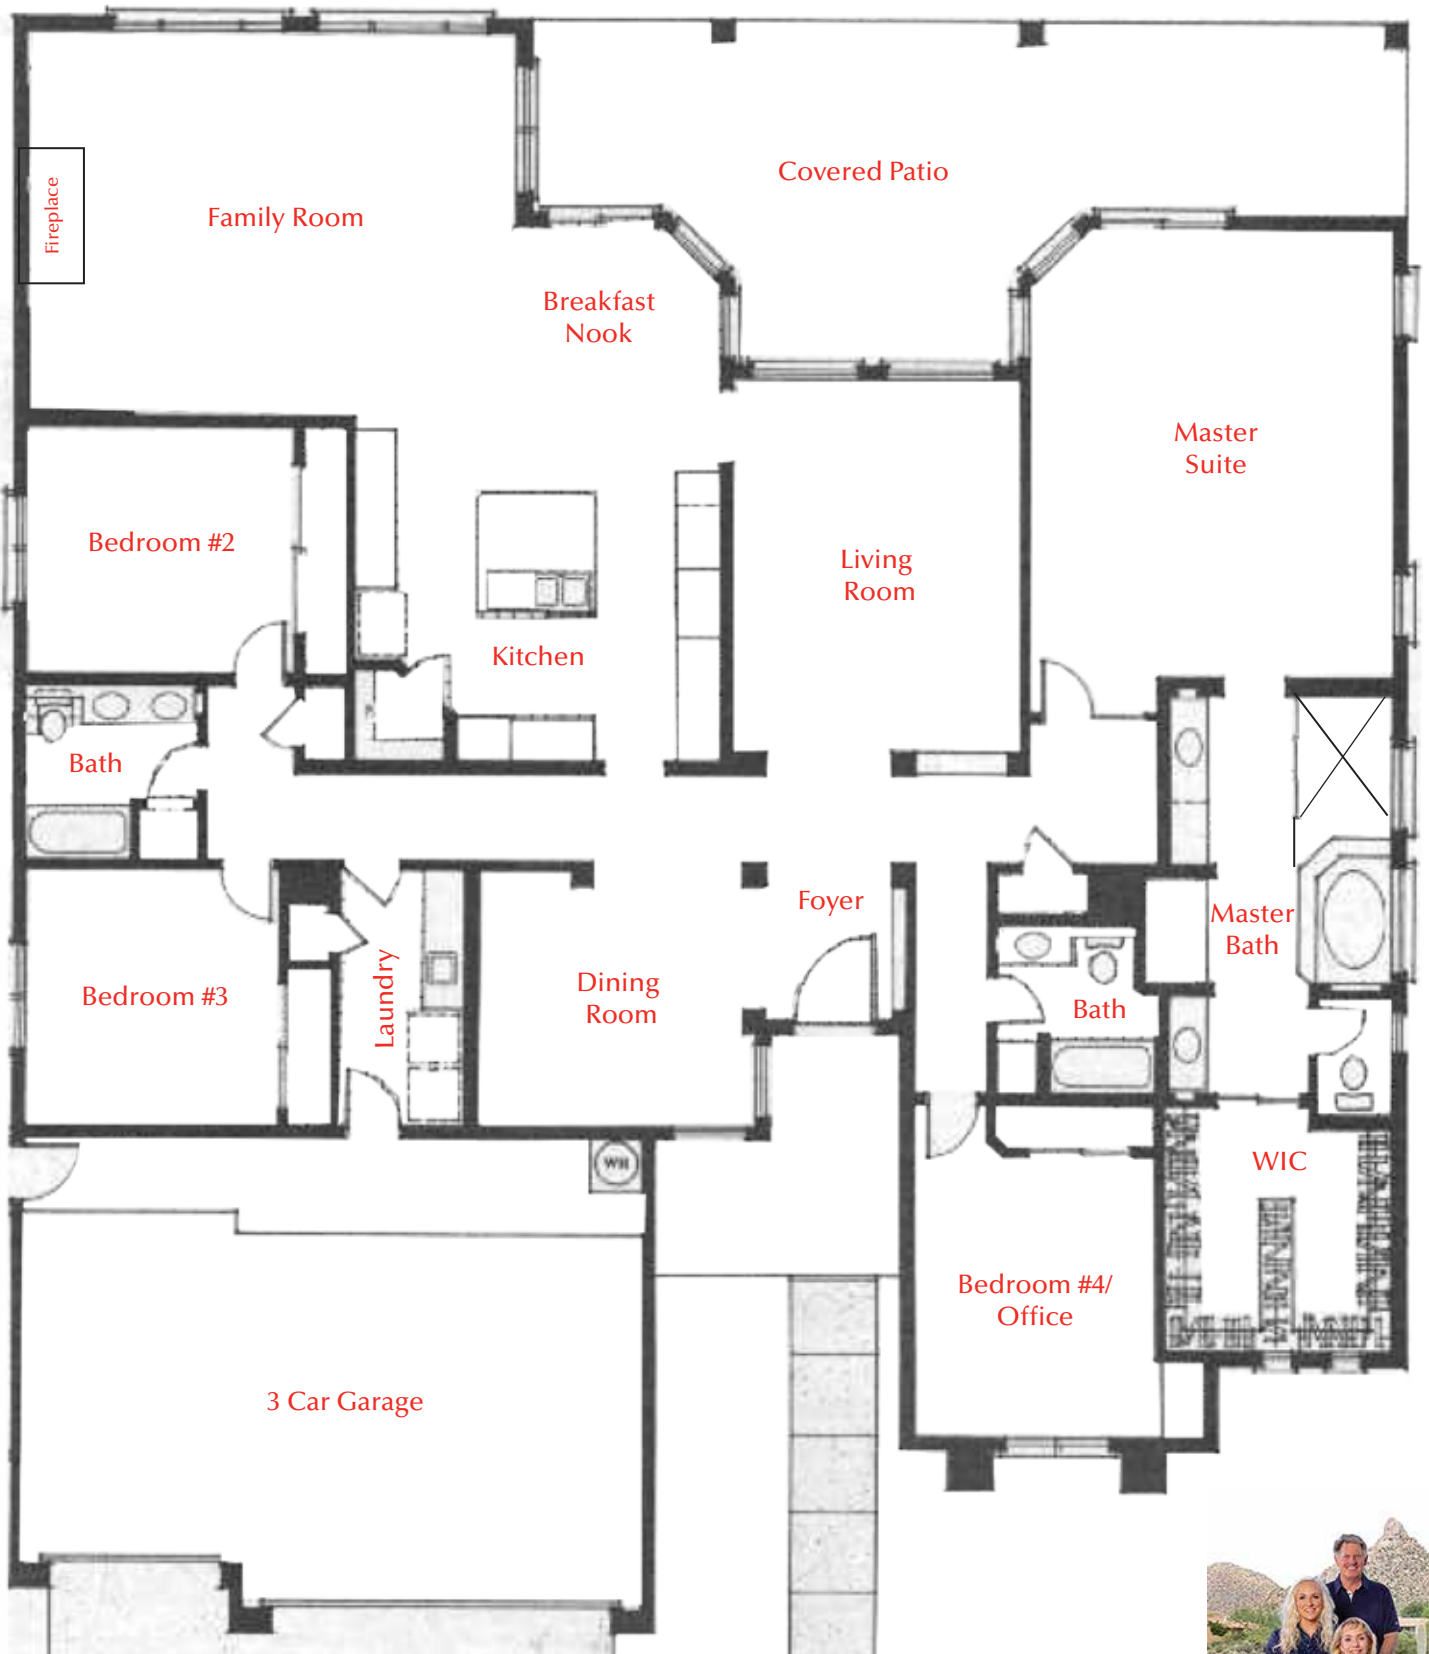 Covered Patio
Fireplace
Family Room
Breakfast
Nook
Master
Suite
Bedroom #2
Living
Room
Kitchen
Bath
Foyer
Master
Bath
Laundry
Dining
Room
Bedroom #3
Bath
WH
WIC
Bedroom #4/
Office
3 Car Garage